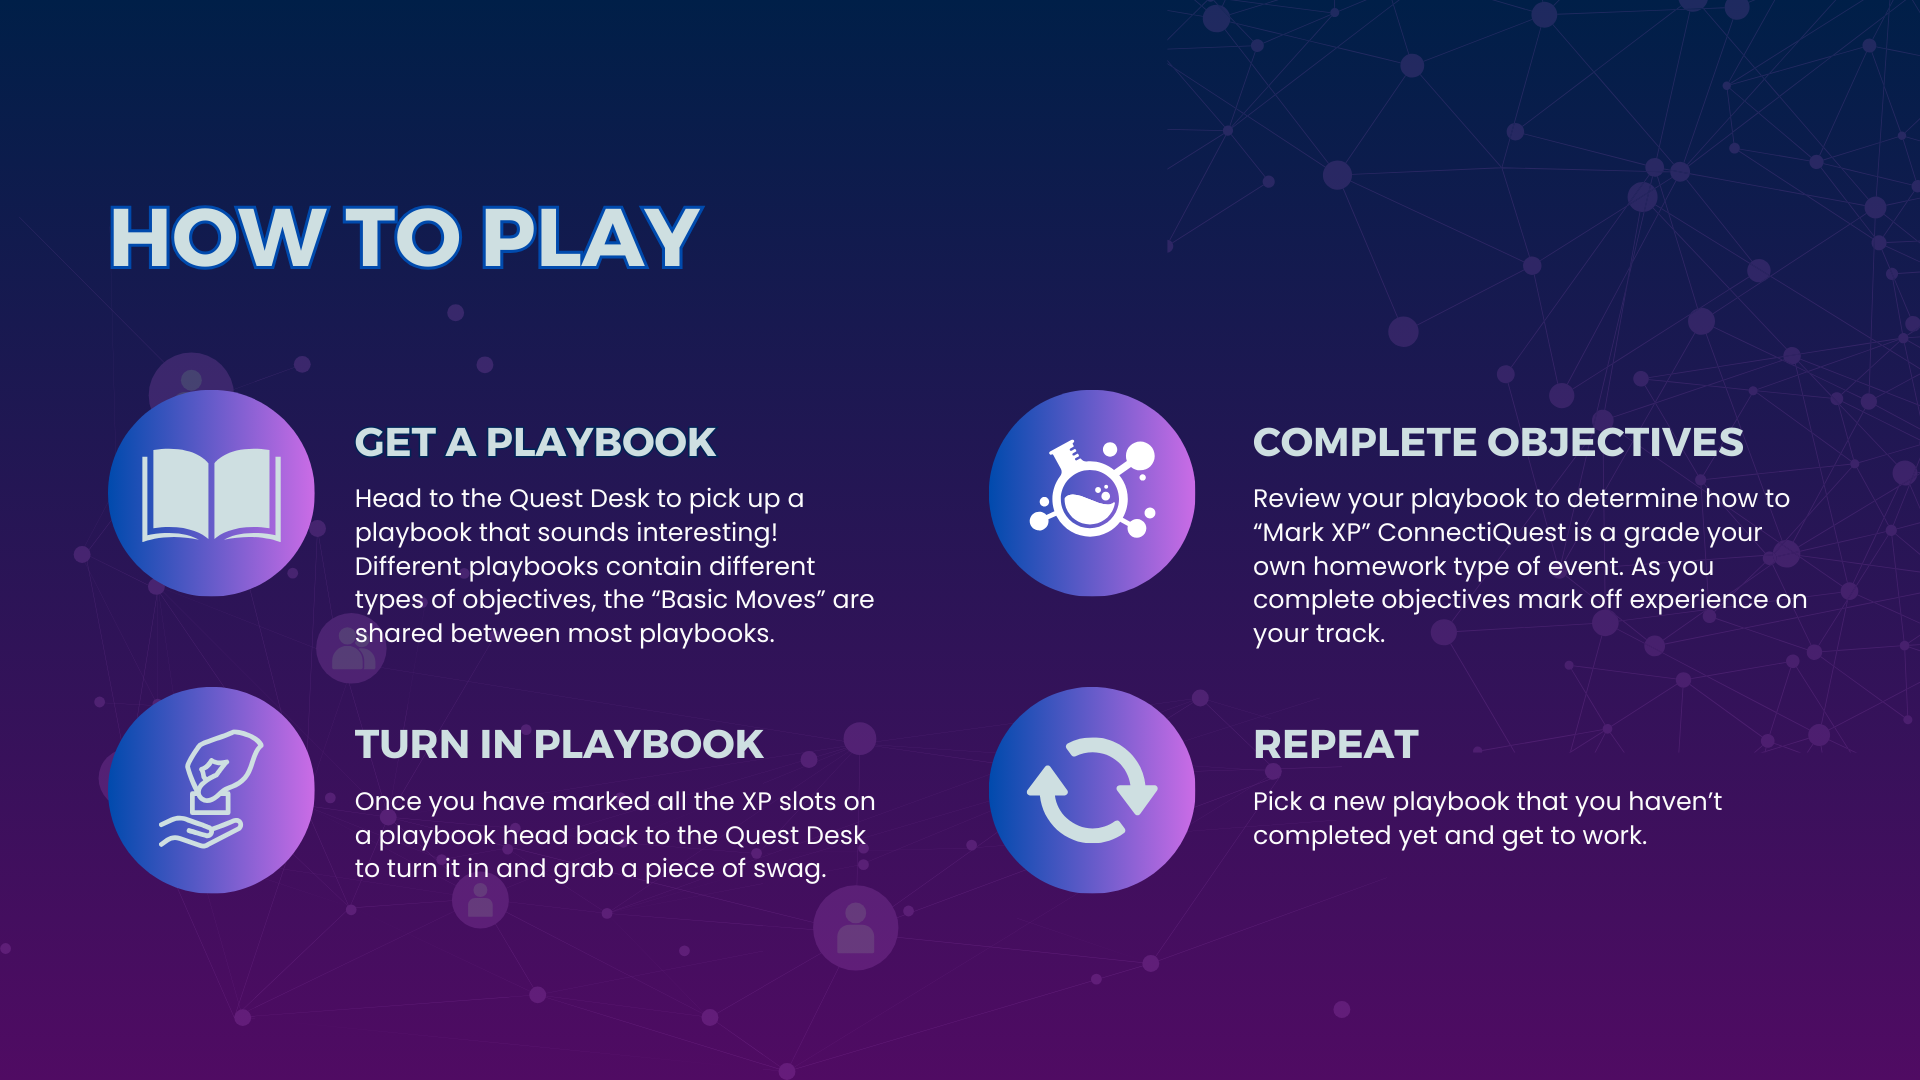 HOW TO PLAY
GET A PLAYBOOK
Head to the Quest Desk to pick up a
playbook that sounds interesting!
Different playbooks contain different
types of objectives, the “Basic Moves” are
shared between most playbooks.
COMPLETE OBJECTIVES
Review your playbook to determine how to
“Mark XP” ConnectiQuest is a grade your
own homework type of event. As you
complete objectives mark off experience on
your track.
TURN IN PLAYBOOK
Once you have marked all the XP slots on
a playbook head back to the Quest Desk
to turn it in and grab a piece of swag.
REPEAT
Pick a new playbook that you haven’t
completed yet and get to work.